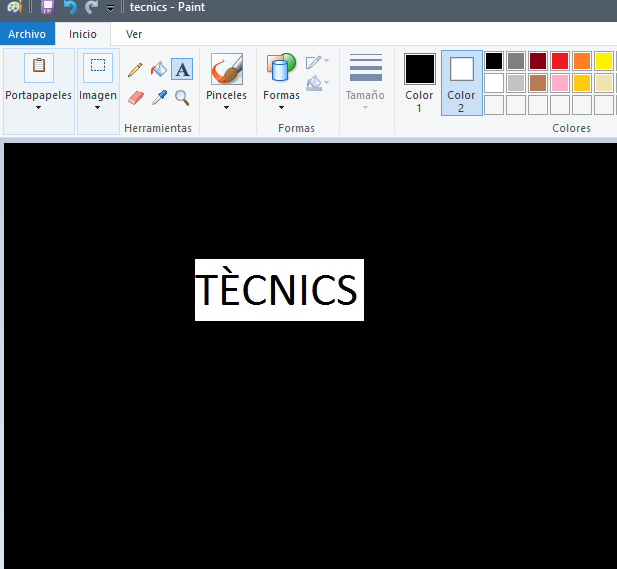 tecnics - Paint
Archivo Inicio Ver
Portapapeles
Imagen
A
Pinceles
Formas
Tamaño
Color
1
Color
2
Herramientas
Formas
Colores
TÈCNICS